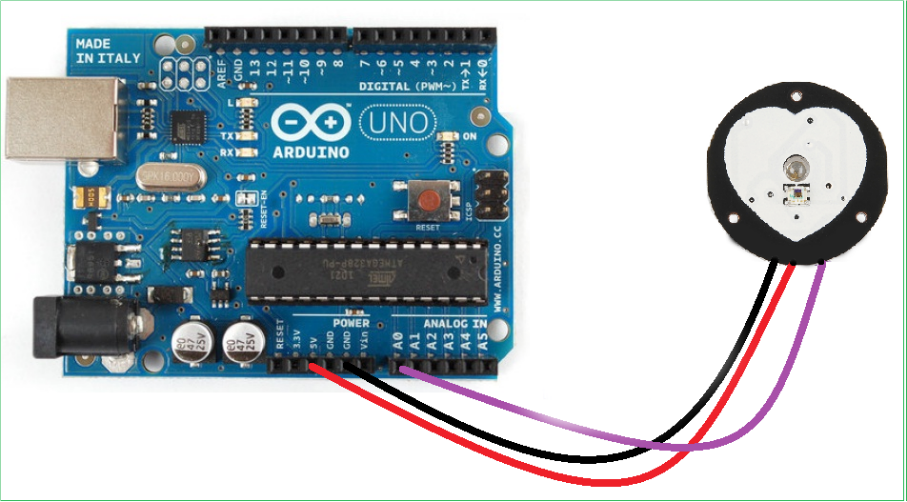 MADE
IN ITALY
AREF
GND
13
12
~11
~10
~9
8
7
~6
~5
4
~3
2
TX→1
RX←0
DIGITAL (PWM~)
L
TX
RX
UNO
ON
ARDUINO
SPK16.000Y
RESET-EN
RESET
ICSP
ATMEGA328P-PU
ATMEL
WWW.ARDUINO.CC
POWER
ANALOG IN
RESET
3.3V
5V
GND
GND
Vin
A0
A1
A2
A3
A4
A5
47
25V
47
25V